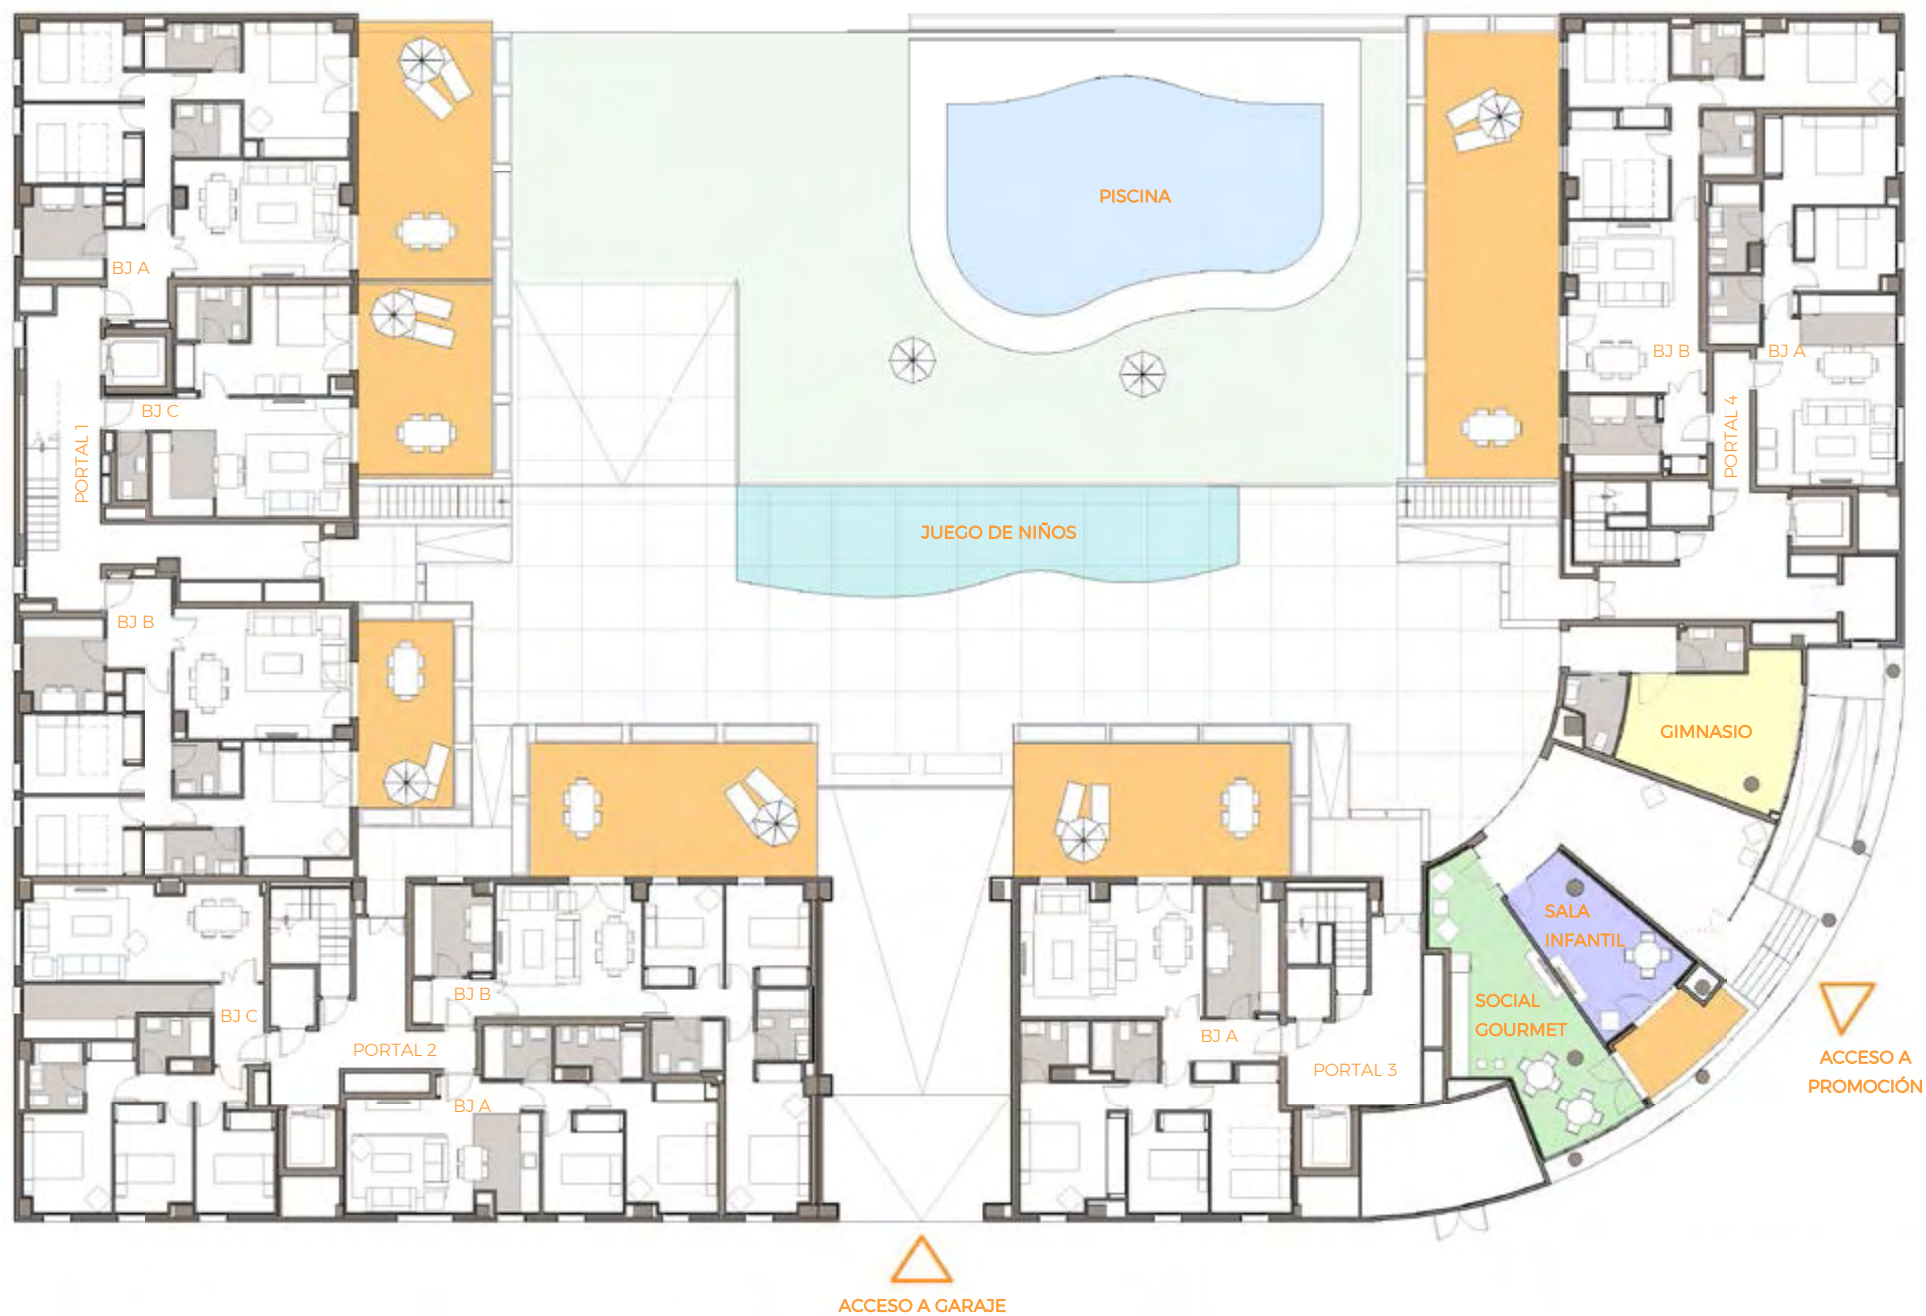 PISCINA
BJ A
BJ B
BJ A
BJ C
PORTAL 1
PORTAL 4
JUEGO DE NIÑOS
BJ B
GIMNASIO
SALA
INFANTIL
BJ B
SOCIAL
GOURMET
BJ C
BJ A
PORTAL 2
PORTAL 3
BJ A
ACCESO A
PROMOCIÓN
ACCESO A GARAJE